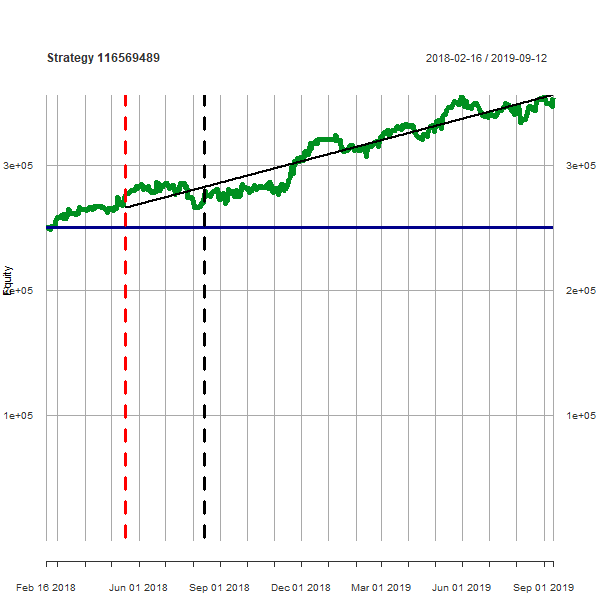 Strategy 116569489
2018-02-16 / 2019-09-12
3e+05 3e+05
Equity
2e+05 2e+05
1e+05 1e+05
Feb 16 2018 Jun 01 2018 Sep 01 2018 Dec 01 2018 Mar 01 2019 Jun 01 2019 Sep 01 2019